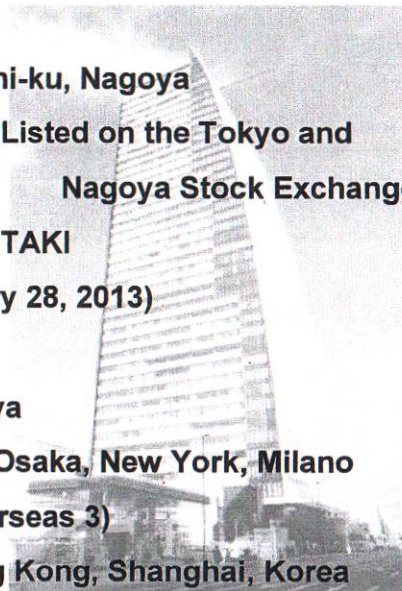 ni-ku, Nagoya
Listed on the Tokyo and
Nagoya Stock Exchang
TAKI
y 28, 2013)
ya
Osaka, New York, Milano
rseas 3)
g Kong, Shanghai, Korea